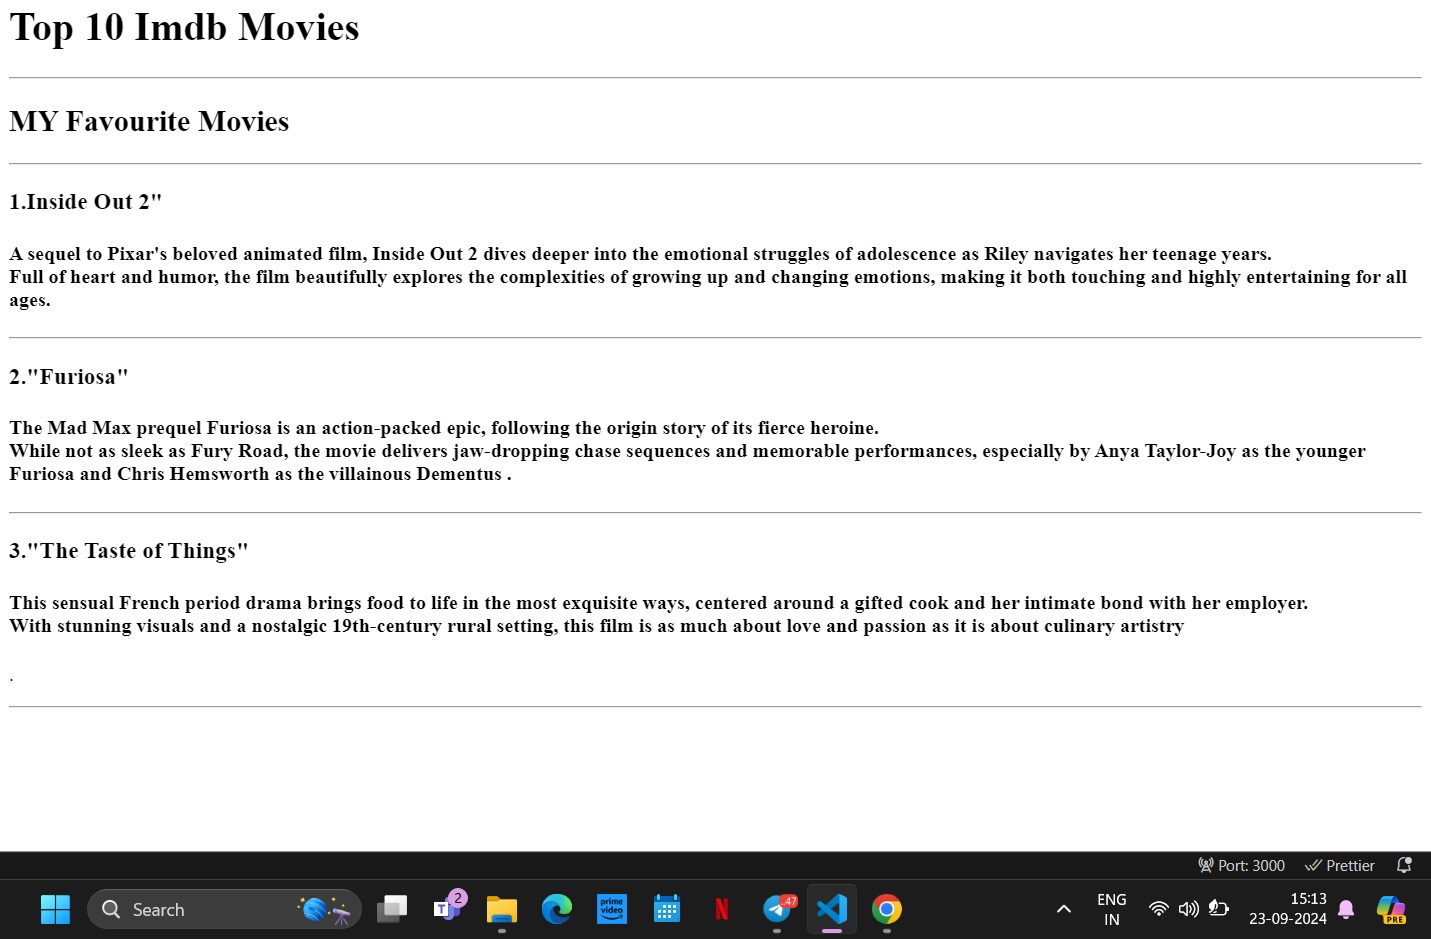 Top 10 Imdb Movies
MY Favourite Movies
1.Inside Out 2"
A sequel to Pixar's beloved animated film, Inside Out 2 dives deeper into the emotional struggles of adolescence as Riley navigates her teenage years.
Full of heart and humor, the film beautifully explores the complexities of growing up and changing emotions, making it both touching and highly entertaining for all
ages.
2."Furiosa"
The Mad Max prequel Furiosa is an action-packed epic, following the origin story of its fierce heroine.
While not as sleek as Fury Road, the movie delivers jaw-dropping chase sequences and memorable performances, especially by Anya Taylor-Joy as the younger
Furiosa and Chris Hemsworth as the villainous Dementus .
3."The Taste of Things"
This sensual French period drama brings food to life in the most exquisite ways, centered around a gifted cook and her intimate bond with her employer.
With stunning visuals and a nostalgic 19th-century rural setting, this film is as much about love and passion as it is about culinary artistry
.
Port: 3000 Prettier
Search
2
T
prime
video
N
47
ENG
IN
15:13
23-09-2024
PRE